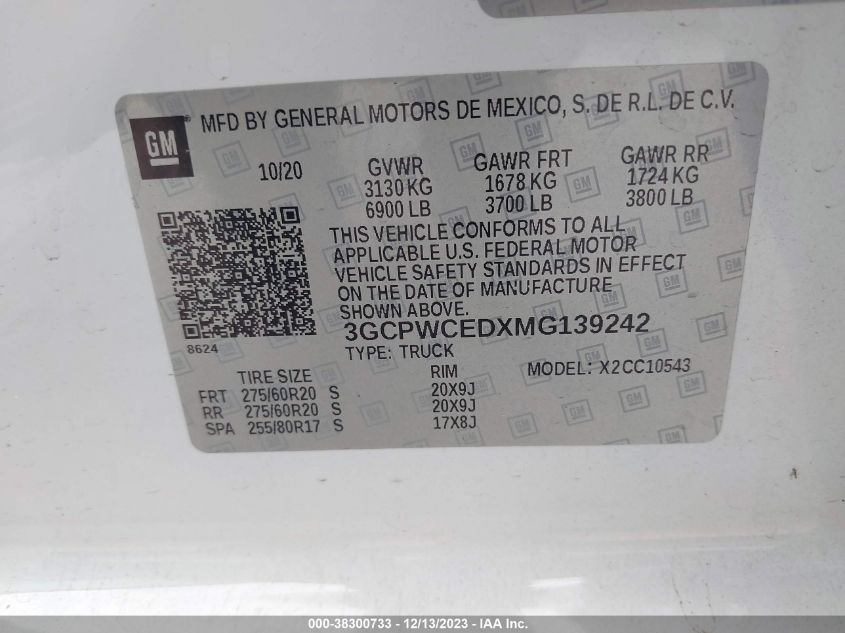 GM
MFD BY GENERAL MOTORS DE MEXICO, S. DE R.L. DE C.V.
10/20 GVWR GAWR FRT GAWR RR
3130 KG 1678 KG 1724 KG
6900 LB 3700 LB 3800 LB
THIS VEHICLE CONFORMS TO ALL
APPLICABLE U.S. FEDERAL MOTOR
VEHICLE SAFETY STANDARDS IN EFFECT
ON THE DATE OF MANUFACTURE
SHOWN ABOVE.
3GCPWCEDXMG139242
8624
TYPE: TRUCK
MODEL: X2CC10543
TIRE SIZE RIM
FRT 275/60R20 S 20X9J
RR 275/60R20 S 20X9J
SPA 255/80R17 S 17X8J
000-38300733 - 12/13/2023 - IAA Inc.